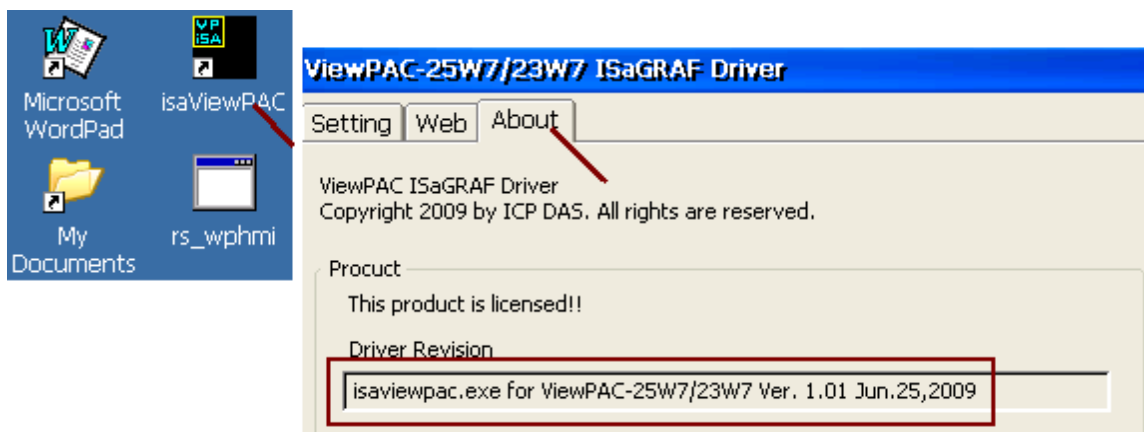 VP
iSA
Microsoft
WordPad
isaViewPAC
My
Documents
rs_wphmi
ViewPAC-25W7/23W7 ISaGRAF Driver
Setting Web About
ViewPAC ISaGRAF Driver
Copyright 2009 by ICP DAS. All rights are reserved.
Procuct
This product is licensed!!
Driver Revision
isaviewpac.exe for ViewPAC-25W7/23W7 Ver. 1.01 Jun.25,2009